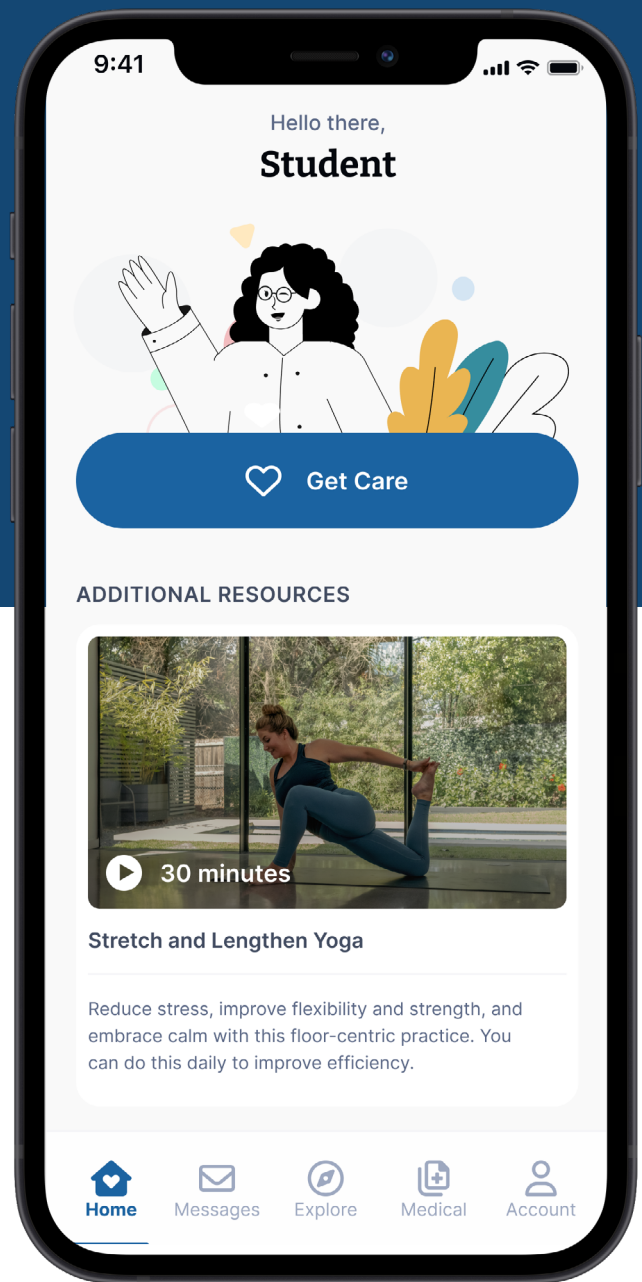 9:41
Hello there,
Student
Get Care
ADDITIONAL RESOURCES
30 minutes
Stretch and Lengthen Yoga
Reduce stress, improve flexibility and strength, and
embrace calm with this floor-centric practice. You
can do this daily to improve efficiency.
Home Messages Explore Medical Account